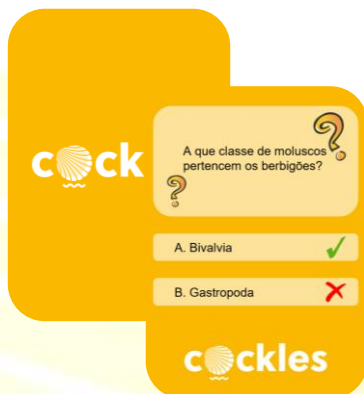 cock
A que classe de moluscos
pertencem os berbigões?
A. Bivalvia
B. Gastropoda
cockles